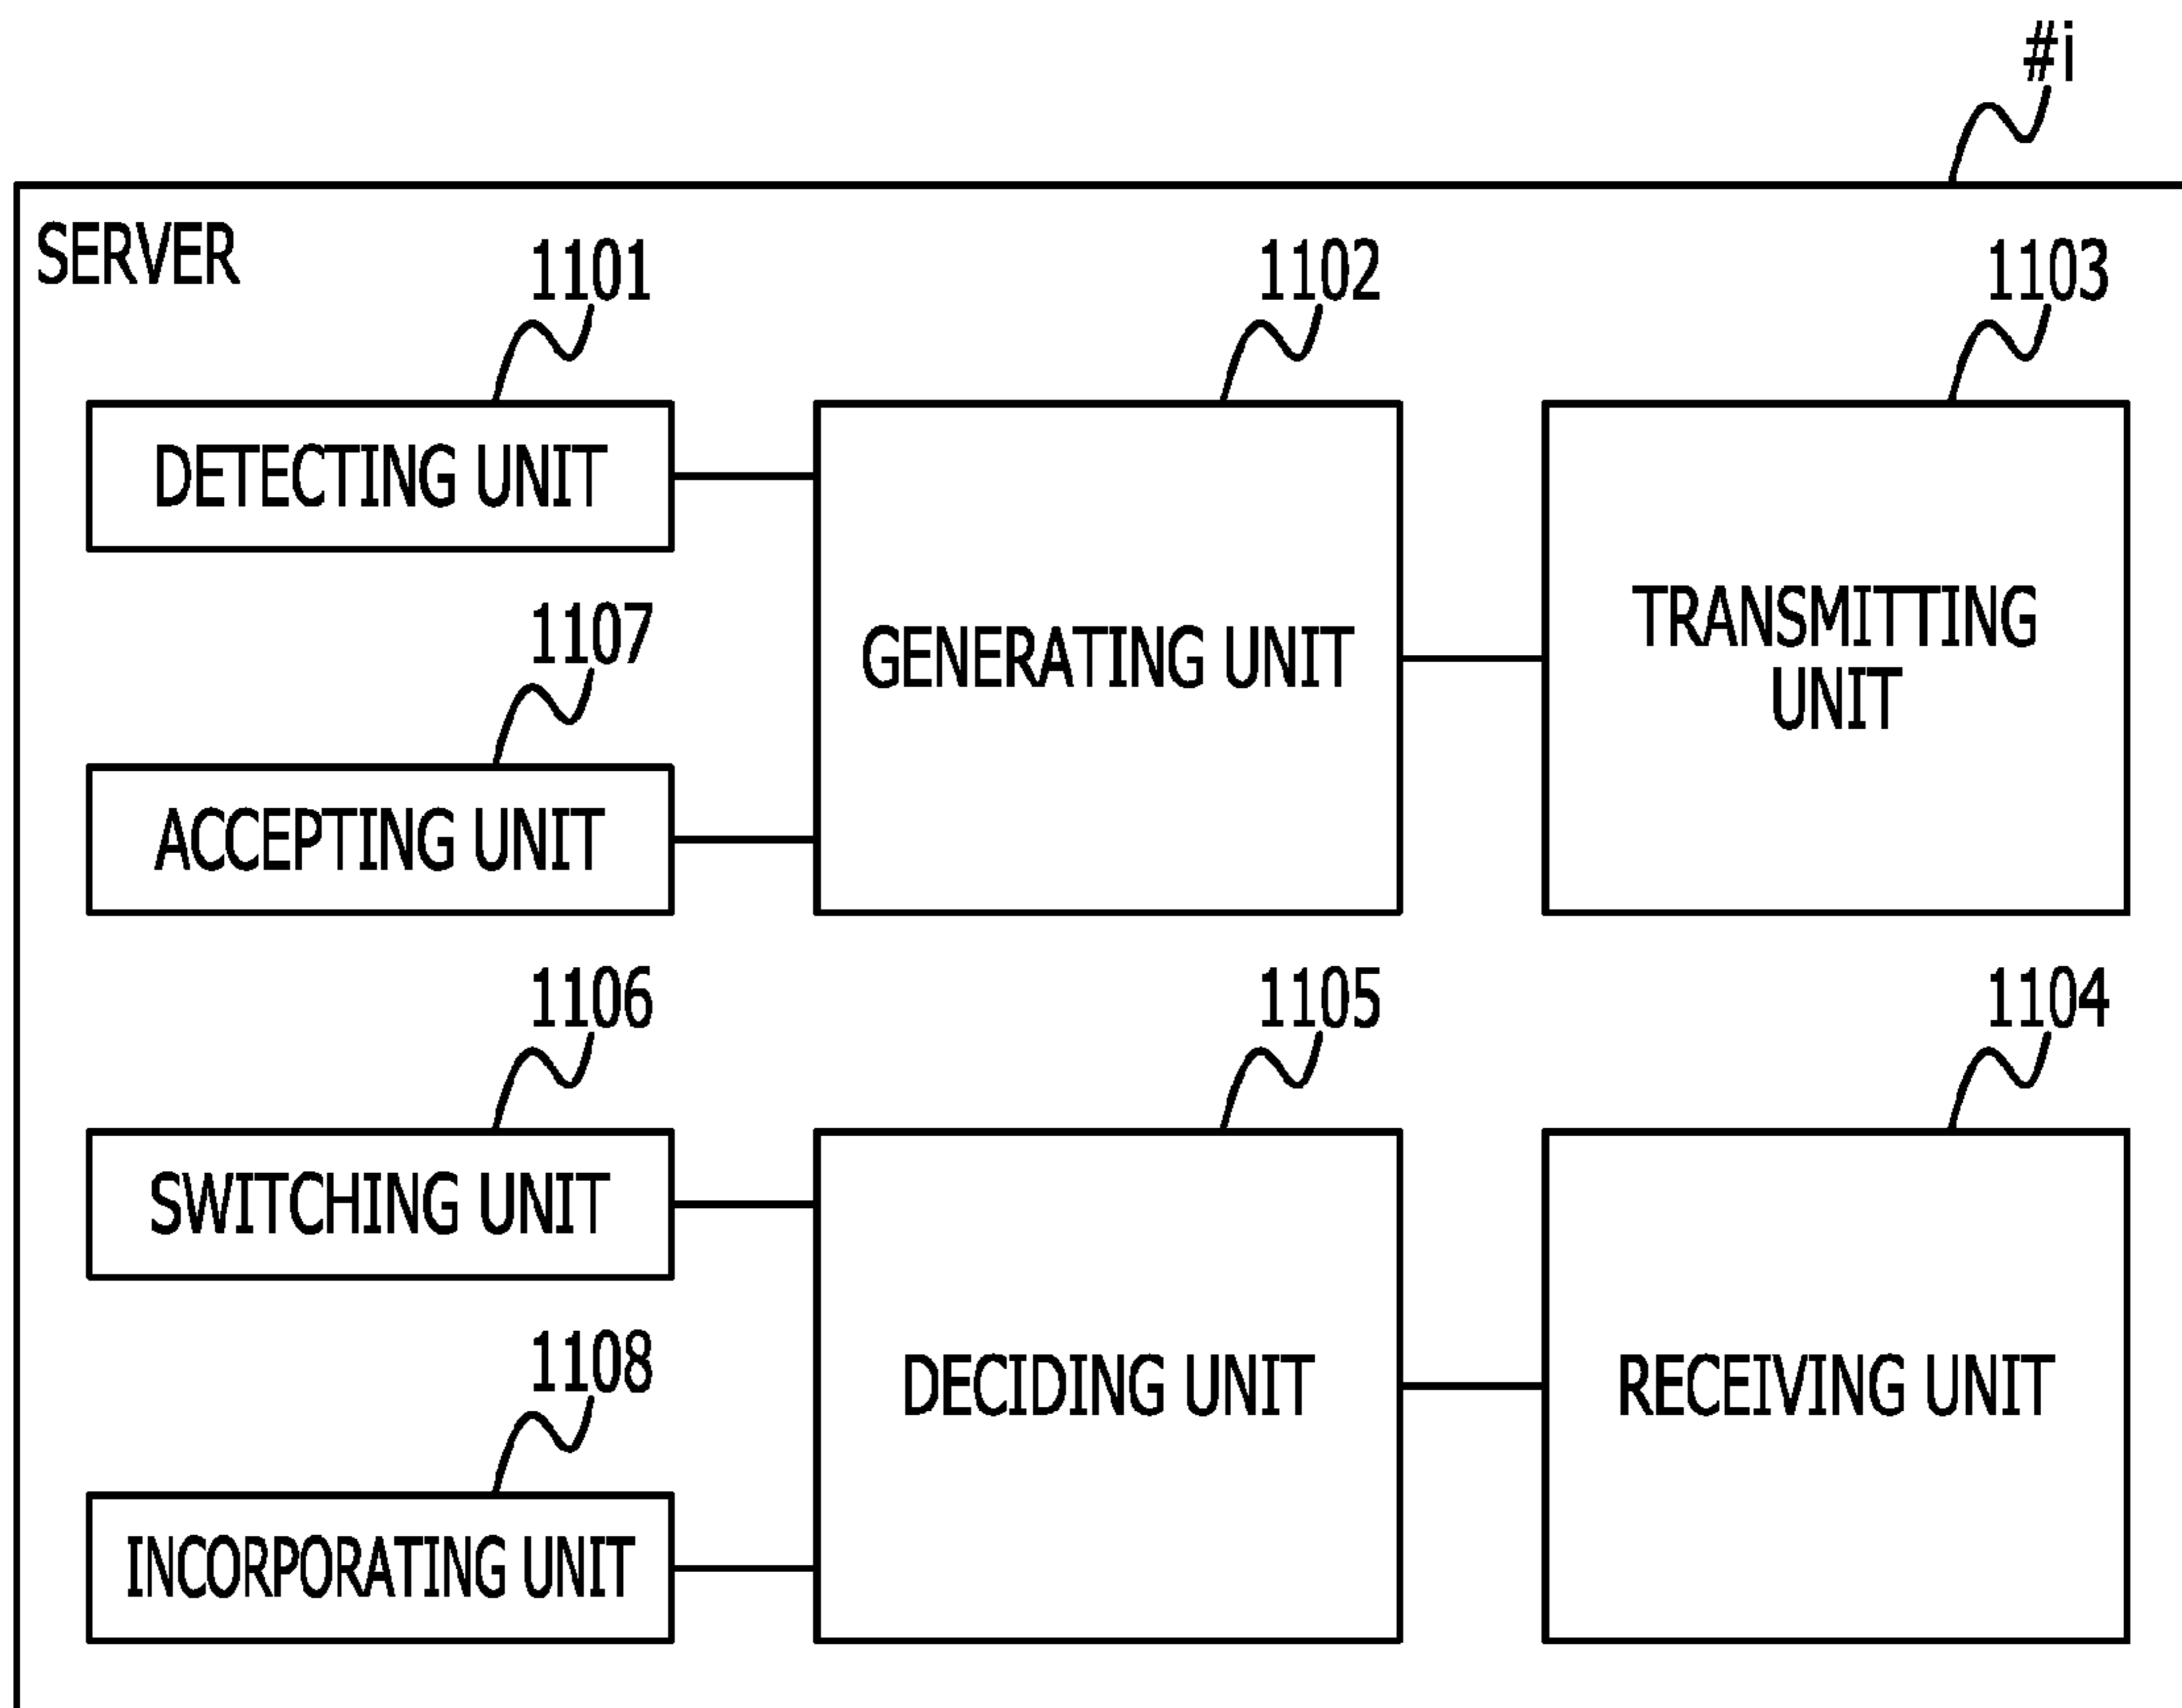 #i
SERVER
1101
1102
1103
DETECTING UNIT
GENERATING UNIT
TRANSMITTING
UNIT
1107
ACCEPTING UNIT
1106
1105
1104
SWITCHING UNIT
DECIDING UNIT
RECEIVING UNIT
1108
INCORPORATING UNIT